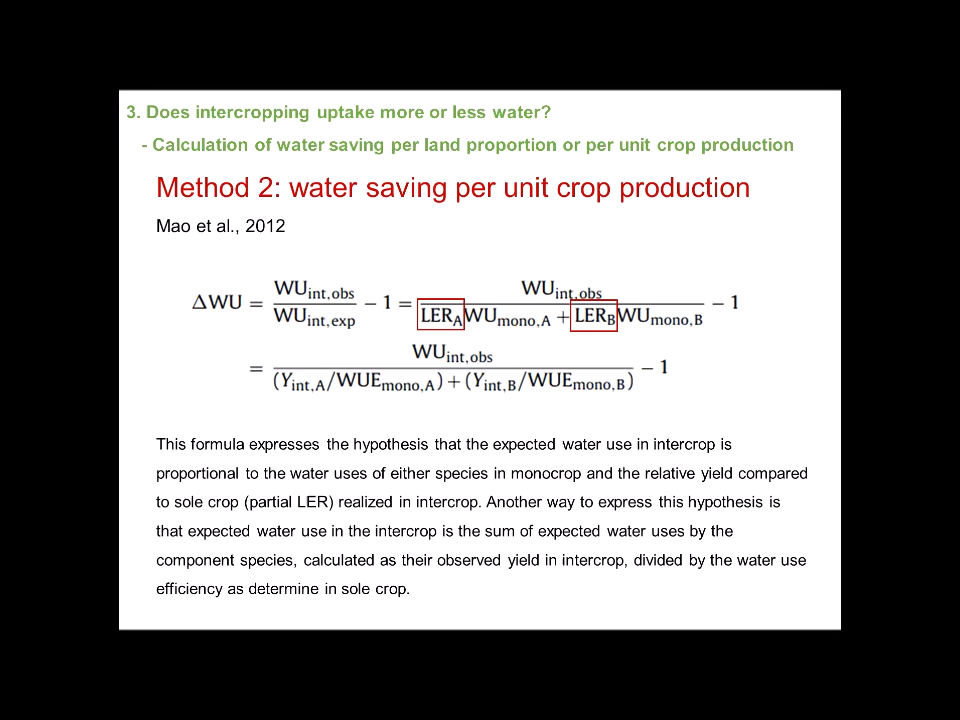 3. Does intercropping uptake more or less water?
- Calculation of water saving per land proportion or per unit crop production
Method 2: water saving per unit crop production
Mao et al., 2012
ΔWU = WU_int,obs / WU_int,exp − 1 = WU_int,obs / (LER_A WU_mono,A + LER_B WU_mono,B) − 1
= WU_int,obs / ((Y_int,A/WUE_mono,A) + (Y_int,B/WUE_mono,B)) − 1
This formula expresses the hypothesis that the expected water use in intercrop is
proportional to the water uses of either species in monocrop and the relative yield compared
to sole crop (partial LER) realized in intercrop. Another way to express this hypothesis is
that expected water use in the intercrop is the sum of expected water uses by the
component species, calculated as their observed yield in intercrop, divided by the water use
efficiency as determine in sole crop.